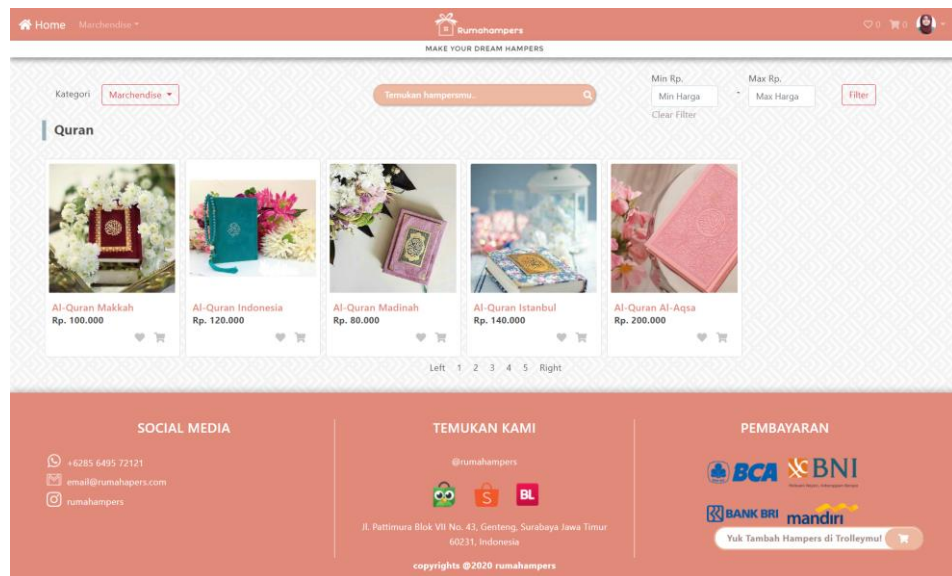 Home Marchendise
Rumahampers
0 0
MAKE YOUR DREAM HAMPERS
Kategori Marchendise
Temukan hampersmu..
Min Rp.
Min Harga
-
Max Rp.
Max Harga
Filter
Clear Filter
Quran
Al-Quran Makkah
Rp. 100.000
Al-Quran Indonesia
Rp. 120.000
Al-Quran Madinah
Rp. 80.000
Al-Quran Istanbul
Rp. 140.000
Al-Quran Al-Aqsa
Rp. 200.000
Left 1 2 3 4 5 Right
SOCIAL MEDIA
+6285 6495 72121
email@rumahapers.com
rumahampers
TEMUKAN KAMI
@rumahampers
S
BL
Jl. Pattimura Blok VII No. 43, Genteng, Surabaya Jawa Timur
60231, Indonesia
copyrights @2020 rumahampers
PEMBAYARAN
BCA
BNI
BANK BRI
mandiri
Yuk Tambah Hampers di Trolleymu!